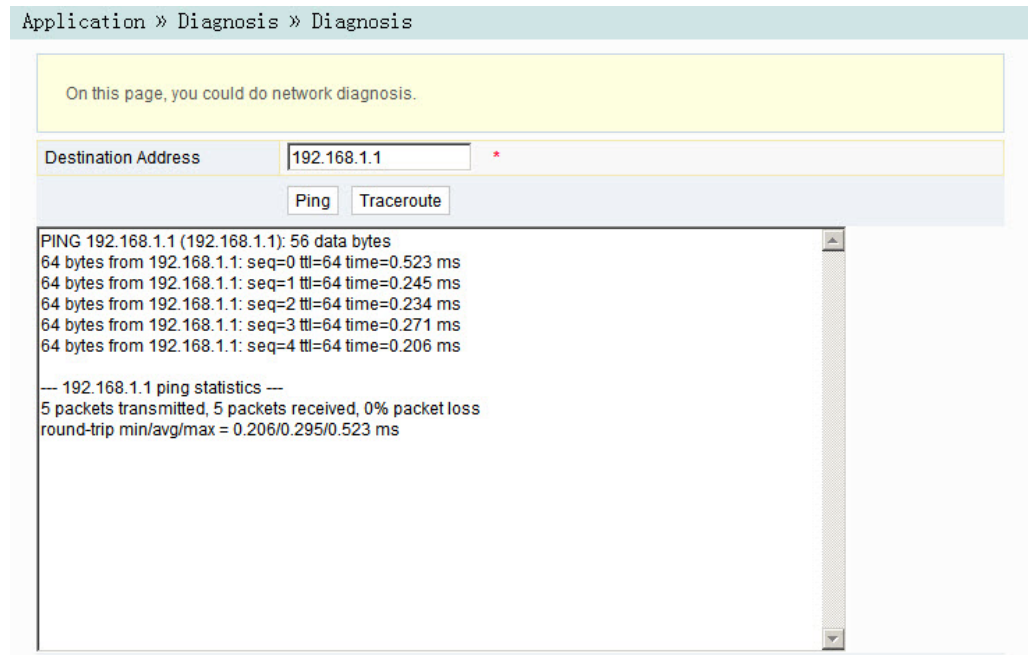 Application » Diagnosis » Diagnosis
On this page, you could do network diagnosis.
Destination Address 192.168.1.1 *
Ping Traceroute
PING 192.168.1.1 (192.168.1.1): 56 data bytes
64 bytes from 192.168.1.1: seq=0 ttl=64 time=0.523 ms
64 bytes from 192.168.1.1: seq=1 ttl=64 time=0.245 ms
64 bytes from 192.168.1.1: seq=2 ttl=64 time=0.234 ms
64 bytes from 192.168.1.1: seq=3 ttl=64 time=0.271 ms
64 bytes from 192.168.1.1: seq=4 ttl=64 time=0.206 ms
--- 192.168.1.1 ping statistics ---
5 packets transmitted, 5 packets received, 0% packet loss
round-trip min/avg/max = 0.206/0.295/0.523 ms